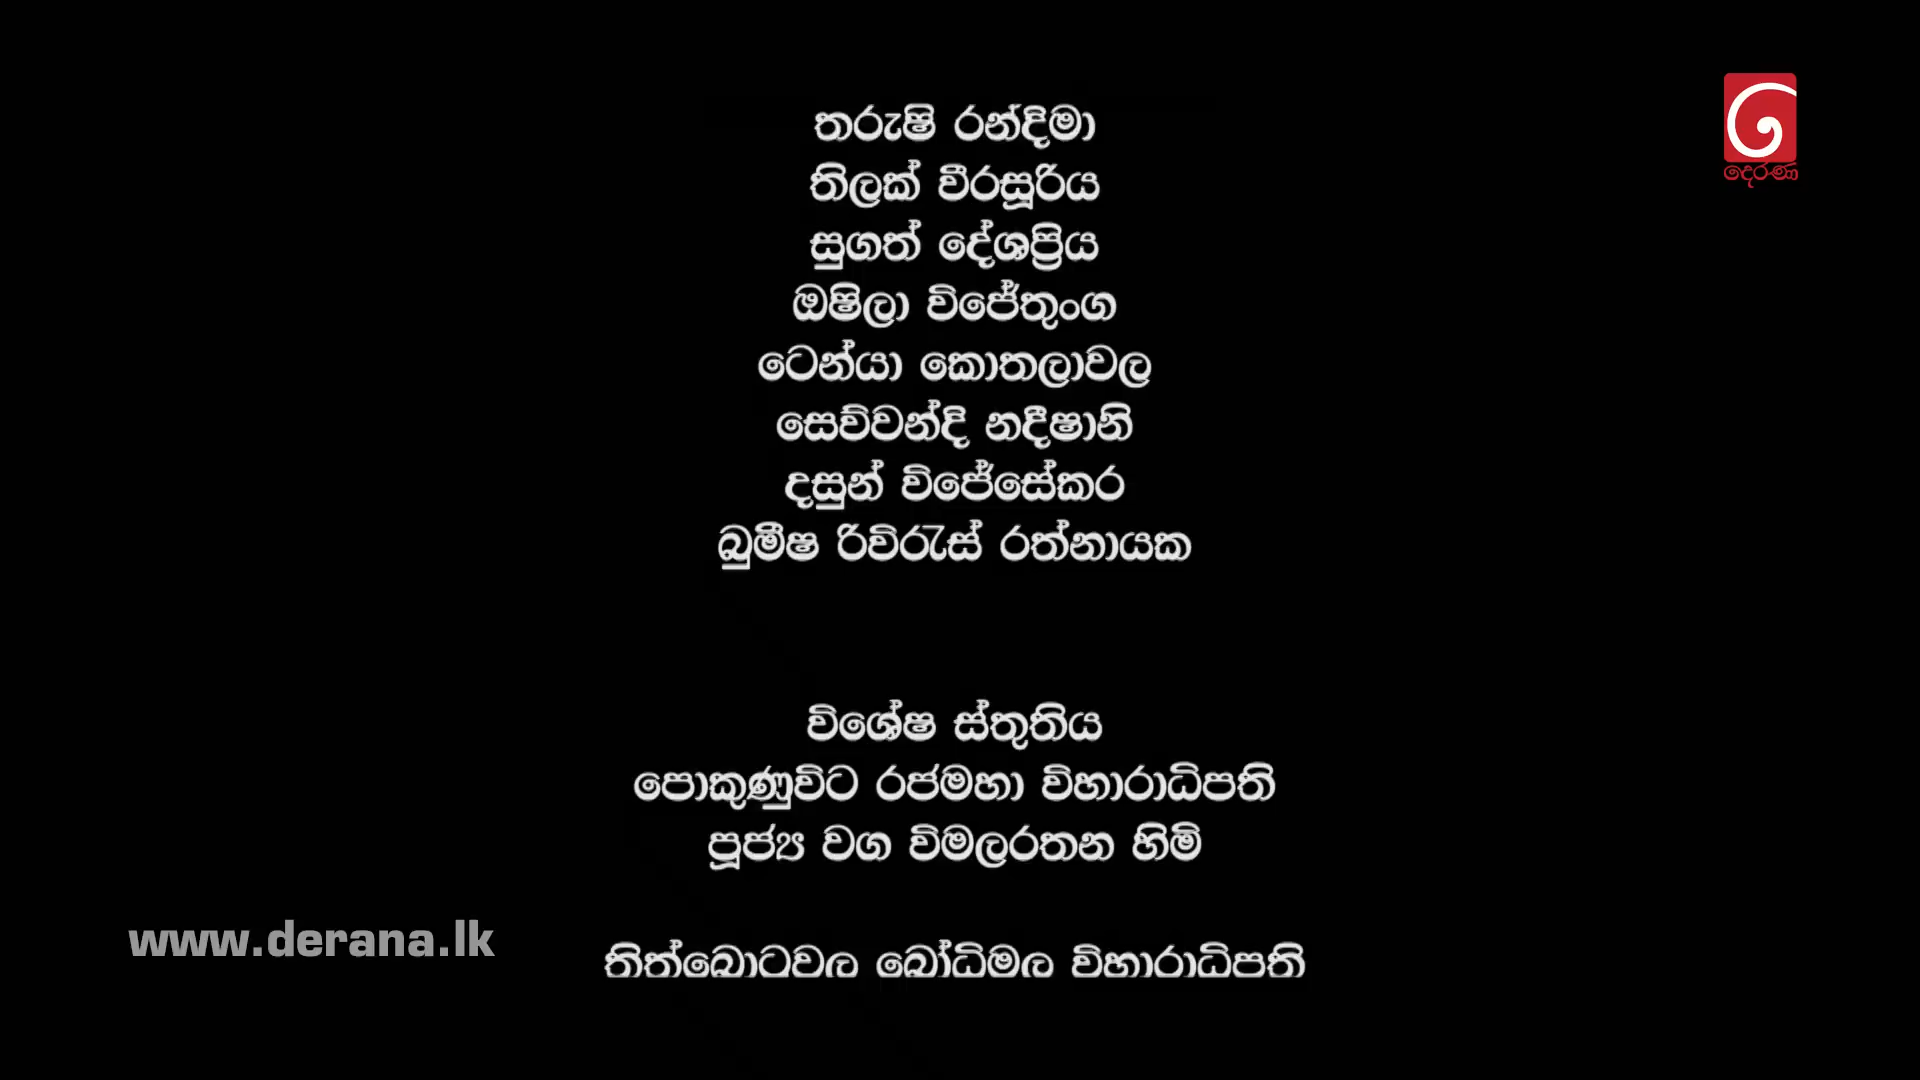 තරුෂි රන්දිමා
දෙරණ
තිලක් වීරසූරිය
සුගත් දේශප්‍රිය
ඔෂිලා විජේතුංග
ටෙන්යා කොතලාවල
සෙව්වන්දි නදීෂානි
දසුන් විජේසේකර
බුමීෂ රිවිරැස් රත්නායක
විශේෂ ස්තුතිය
පොකුණුවිට රජමහා විහාරාධිපති
පූජ්‍ය වග විමලරතන හිමි
www.derana.lk
තිත්බොටවල බෝධිමල විහාරාධිපති